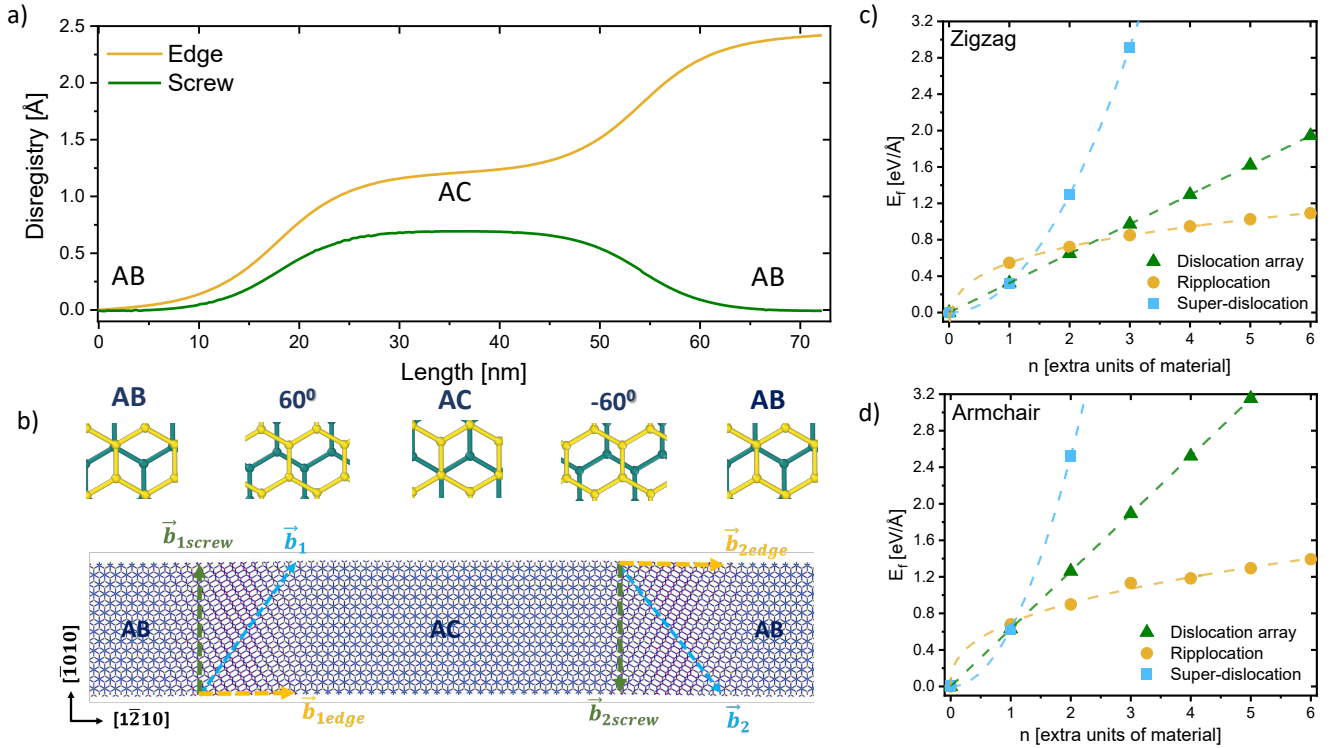 a)
2.5
2.0
1.5
1.0
0.5
0.0
Disregistry [Å]
Edge
Screw
AB
AC
AB
0 10 20 30 40 50 60 70
Length [nm]
b)
AB 60⁰ AC -60⁰ AB
b⃗1screw b⃗1 b⃗2edge
AB AC AB
b⃗1edge b⃗2screw b⃗2
[1̅010]
[12̅10]
c)
Zigzag
3.2
2.8
2.4
2.0
1.6
1.2
0.8
0.4
0.0
E_f [eV/Å]
Dislocation array
Ripplocation
Super-dislocation
0 1 2 3 4 5 6
n [extra units of material]
d)
Armchair
3.2
2.8
2.4
2.0
1.6
1.2
0.8
0.4
0.0
E_f [eV/Å]
Dislocation array
Ripplocation
Super-dislocation
0 1 2 3 4 5 6
n [extra units of material]